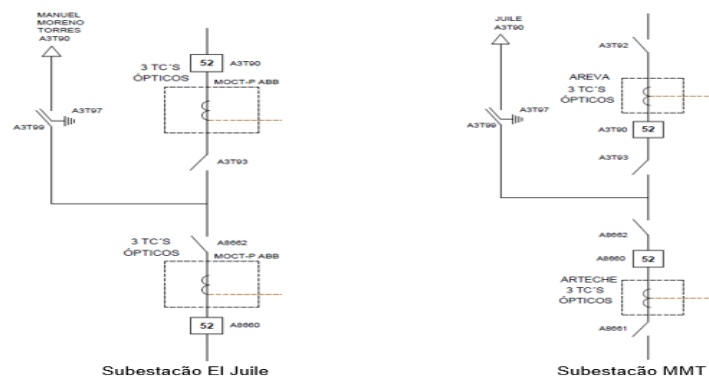 MANUEL
MORENO
TORRES
A3T90
A3T97
A3T99
52
A3T90
3 TC´S
ÓPTICOS
MOCT-P ABB
A3T93
3 TC´S
ÓPTICOS
A8662
MOCT-P ABB
52
A8660
Subestação El Juile
JUILE
A3T90
A3T97
A3T99
A3T92
AREVA
3 TC´S
ÓPTICOS
A3T90
52
A3T93
A8662
A8660
52
ARTECHE
3 TC´S
ÓPTICOS
A8661
Subestação MMT